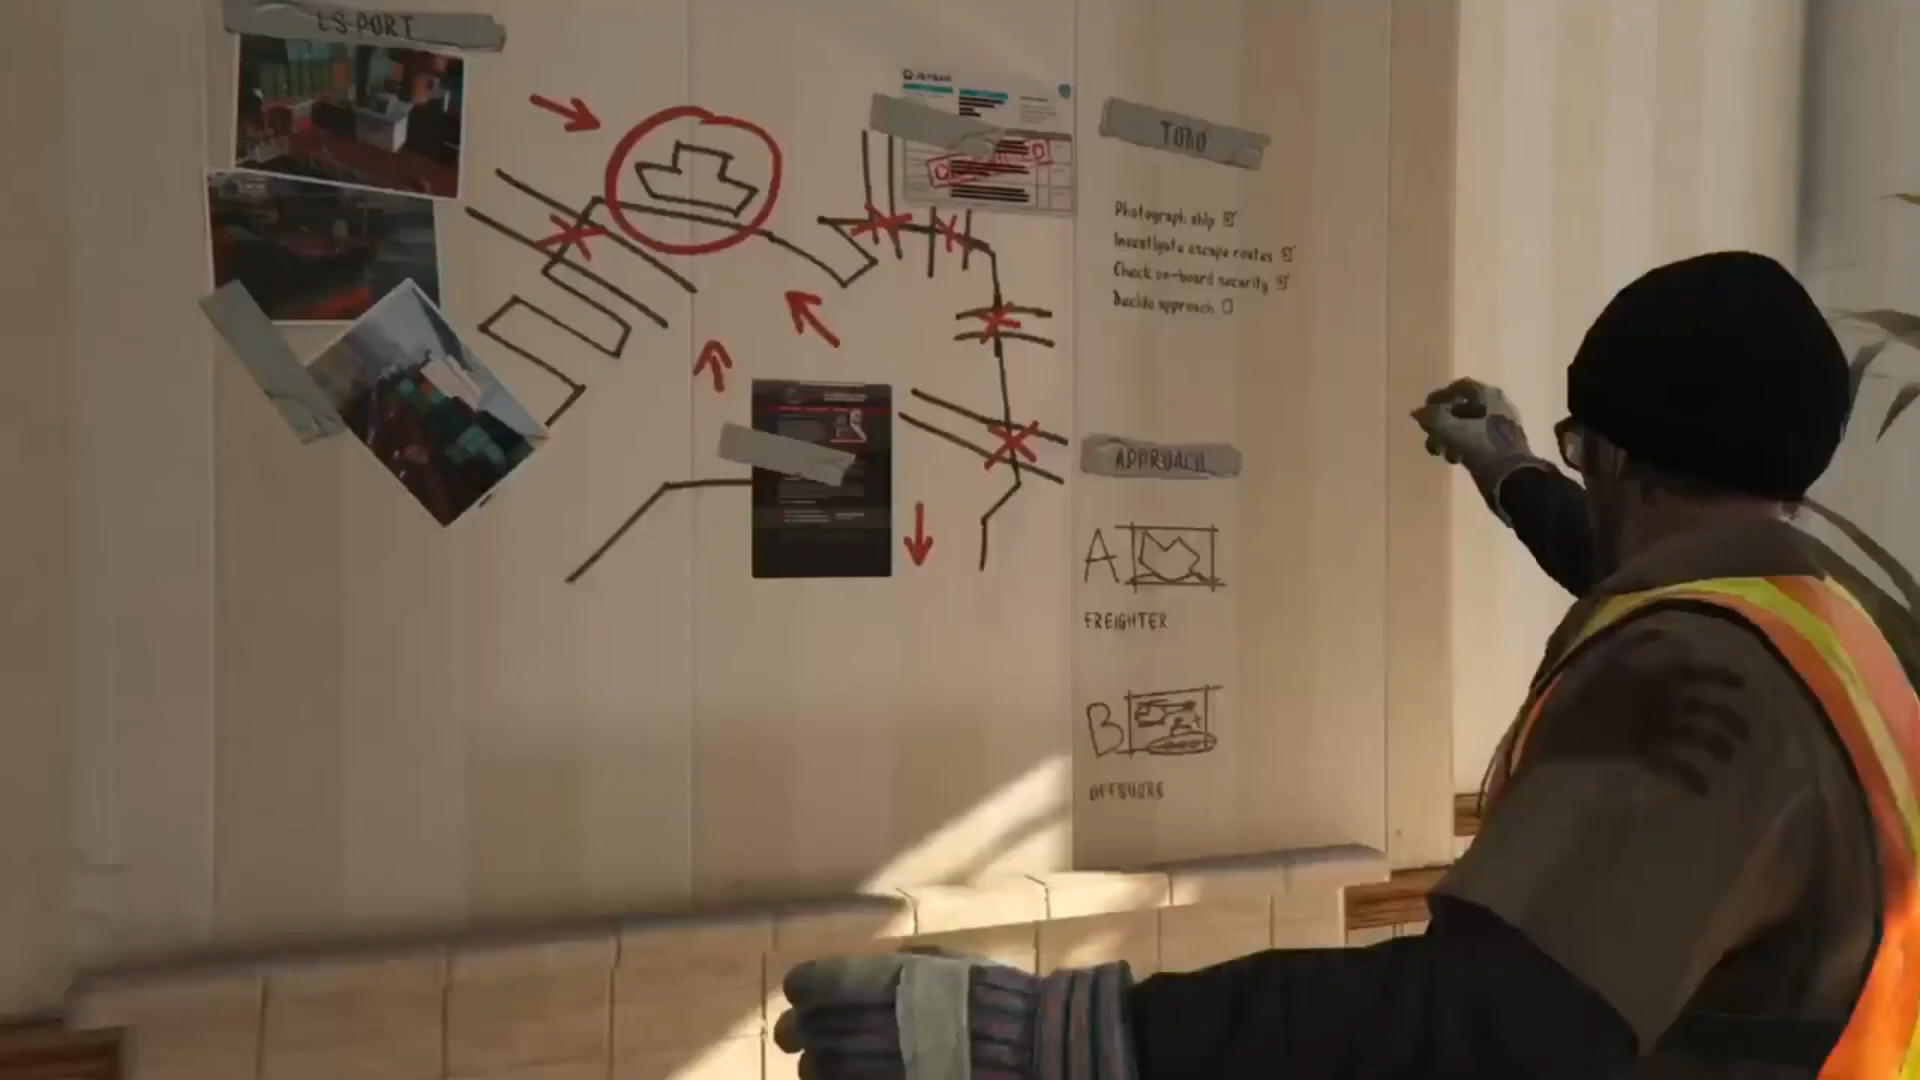 LS PORT
TODO
Photograph ship
Investigate escape routes
Check on-board security
Decide approach
APPROACH
A
FREIGHTER
B
OFFSHORE